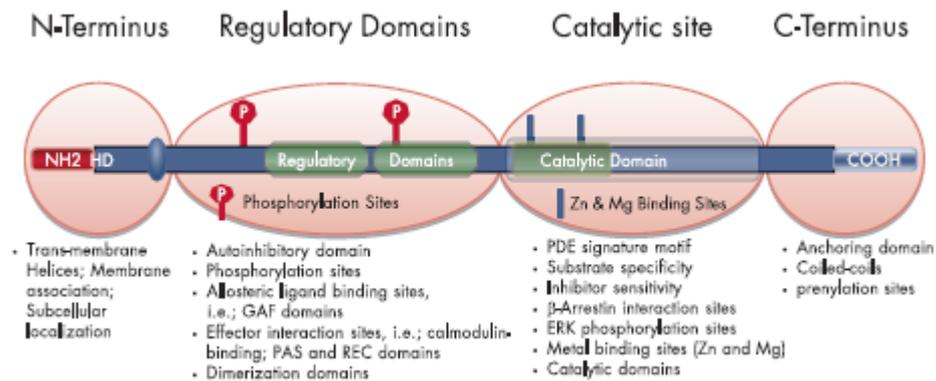 N-Terminus Regulatory Domains Catalytic site C-Terminus
P P
NH2 HD Regulatory Domains Catalytic Domain COOH
P Phosphorylation Sites Zn & Mg Binding Sites
• Trans-membrane
Helices; Membrane
association;
Subcellular
localization
• Autoinhibitory domain
• Phosphorylation sites
• Allosteric ligand binding sites,
i.e.; GAF domains
• Effector interaction sites, i.e.; calmodulin-
binding; PAS and REC domains
• Dimerization domains
• PDE signature motif
• Substrate specificity
• Inhibitor sensitivity
• β-Arrestin interaction sites
• ERK phosphorylation sites
• Metal binding sites (Zn and Mg)
• Catalytic domains
• Anchoring domain
• Coiled-coils
• prenylation sites